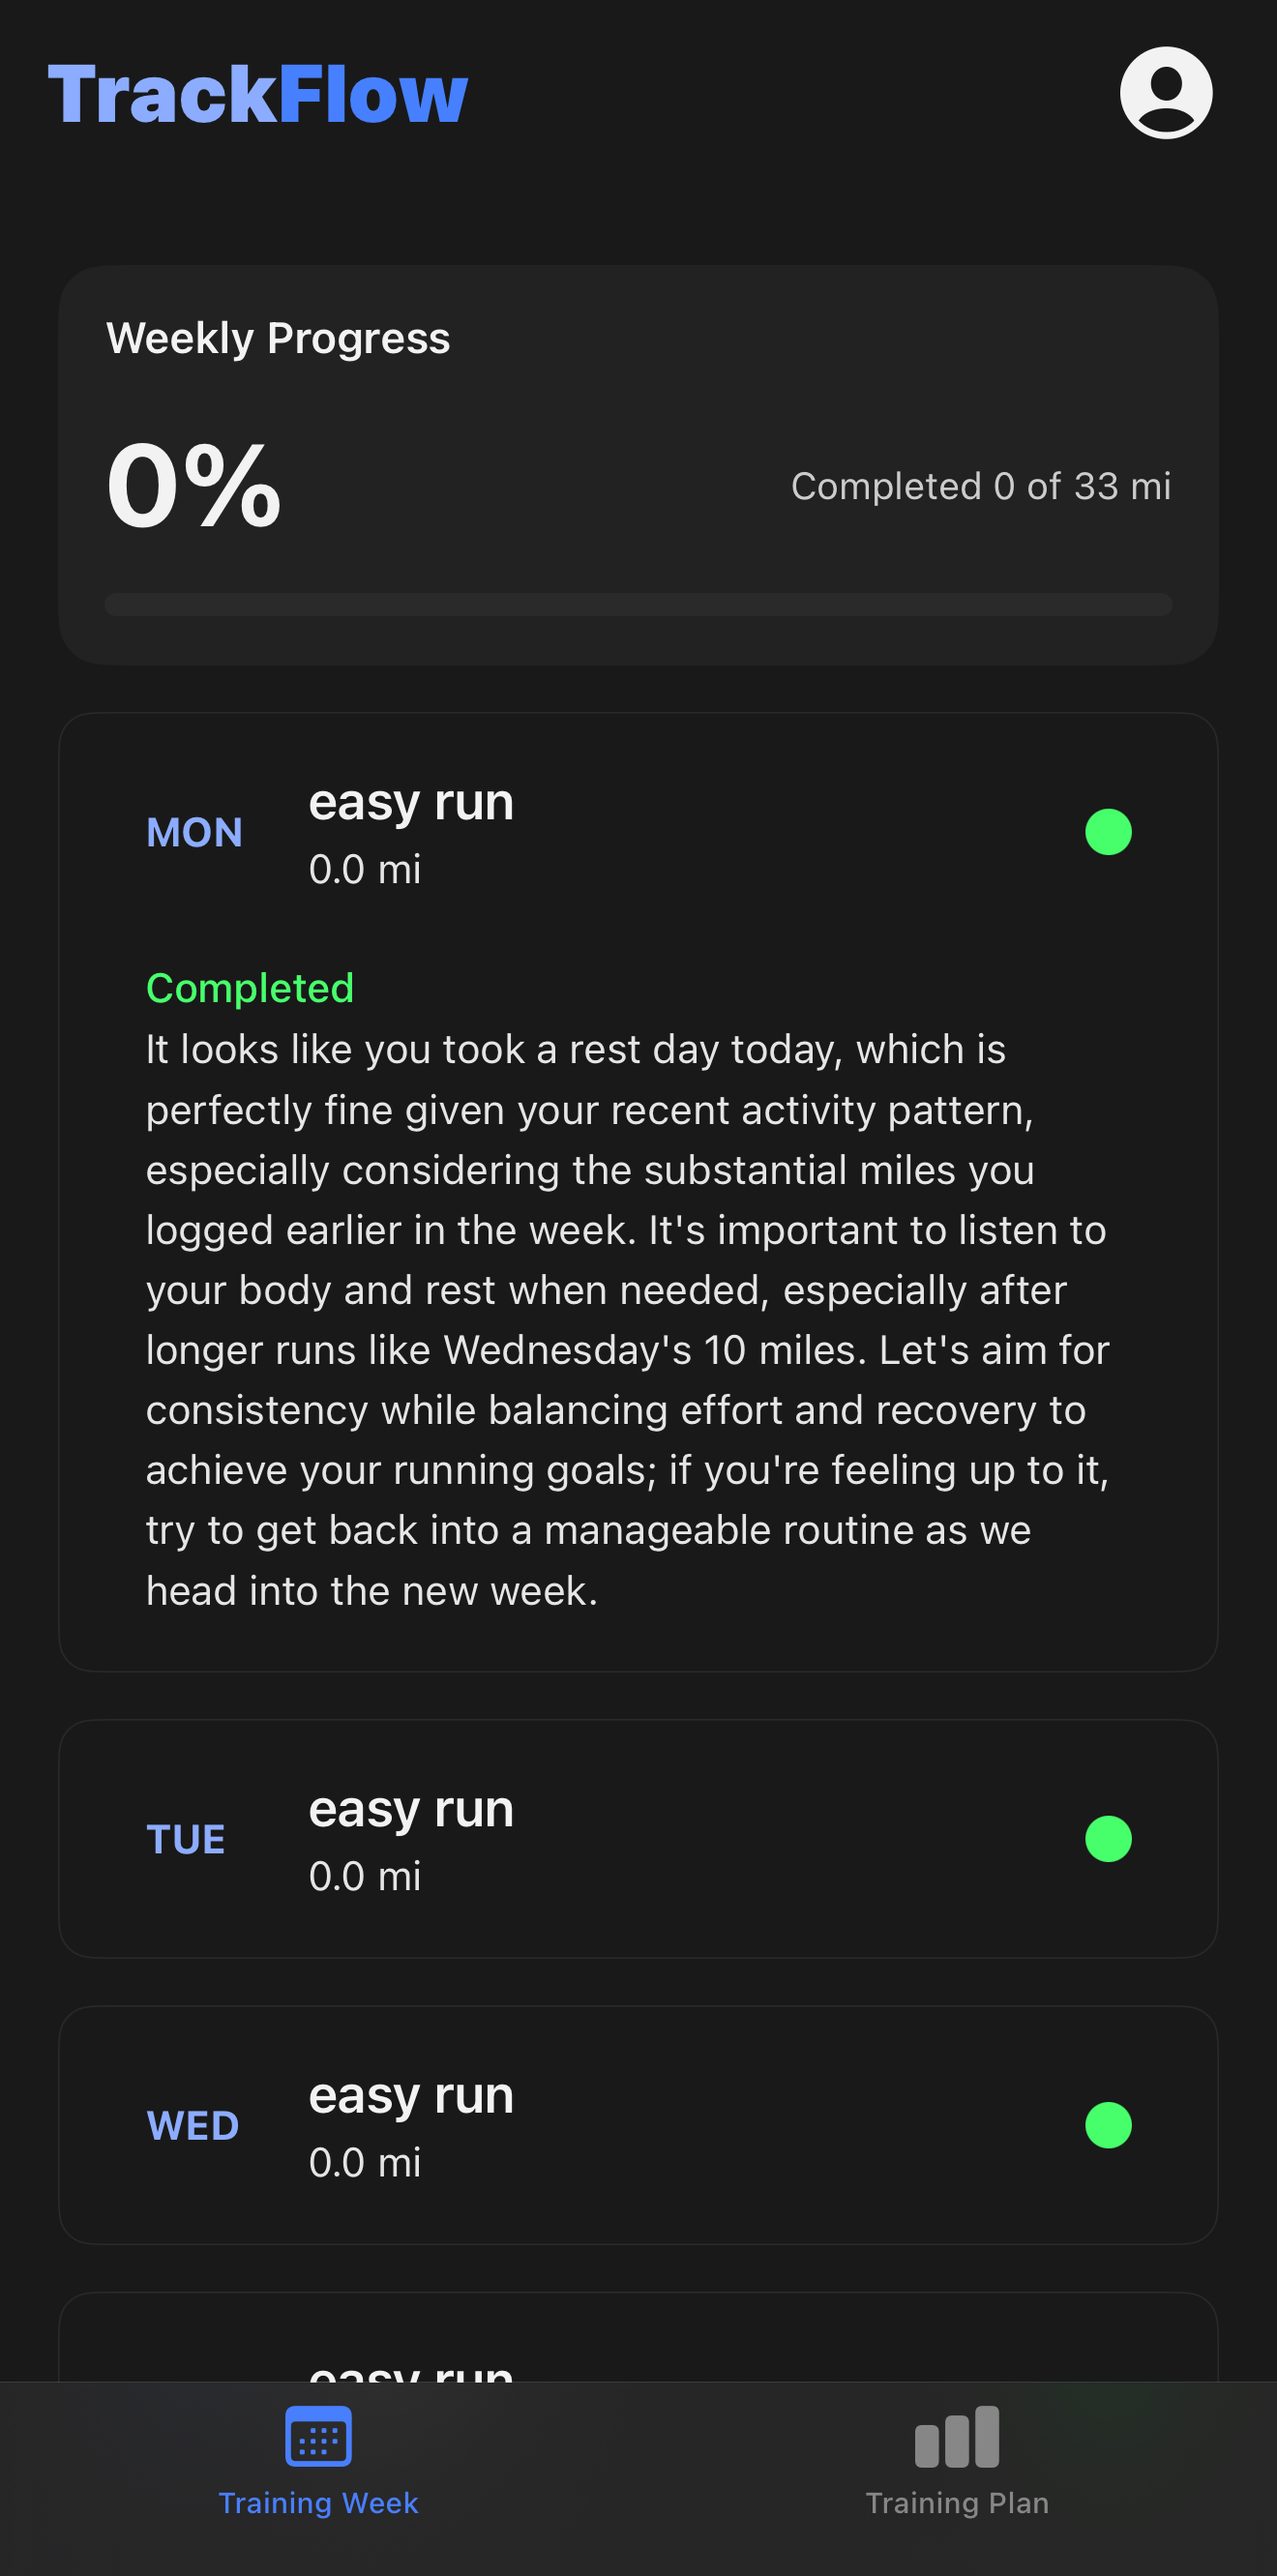 TrackFlow
Weekly Progress
0%
Completed 0 of 33 mi
MON
easy run
0.0 mi
Completed
It looks like you took a rest day today, which is
perfectly fine given your recent activity pattern,
especially considering the substantial miles you
logged earlier in the week. It's important to listen to
your body and rest when needed, especially after
longer runs like Wednesday's 10 miles. Let's aim for
consistency while balancing effort and recovery to
achieve your running goals; if you're feeling up to it,
try to get back into a manageable routine as we
head into the new week.
TUE
easy run
0.0 mi
WED
easy run
0.0 mi
easy run
Training Week
Training Plan